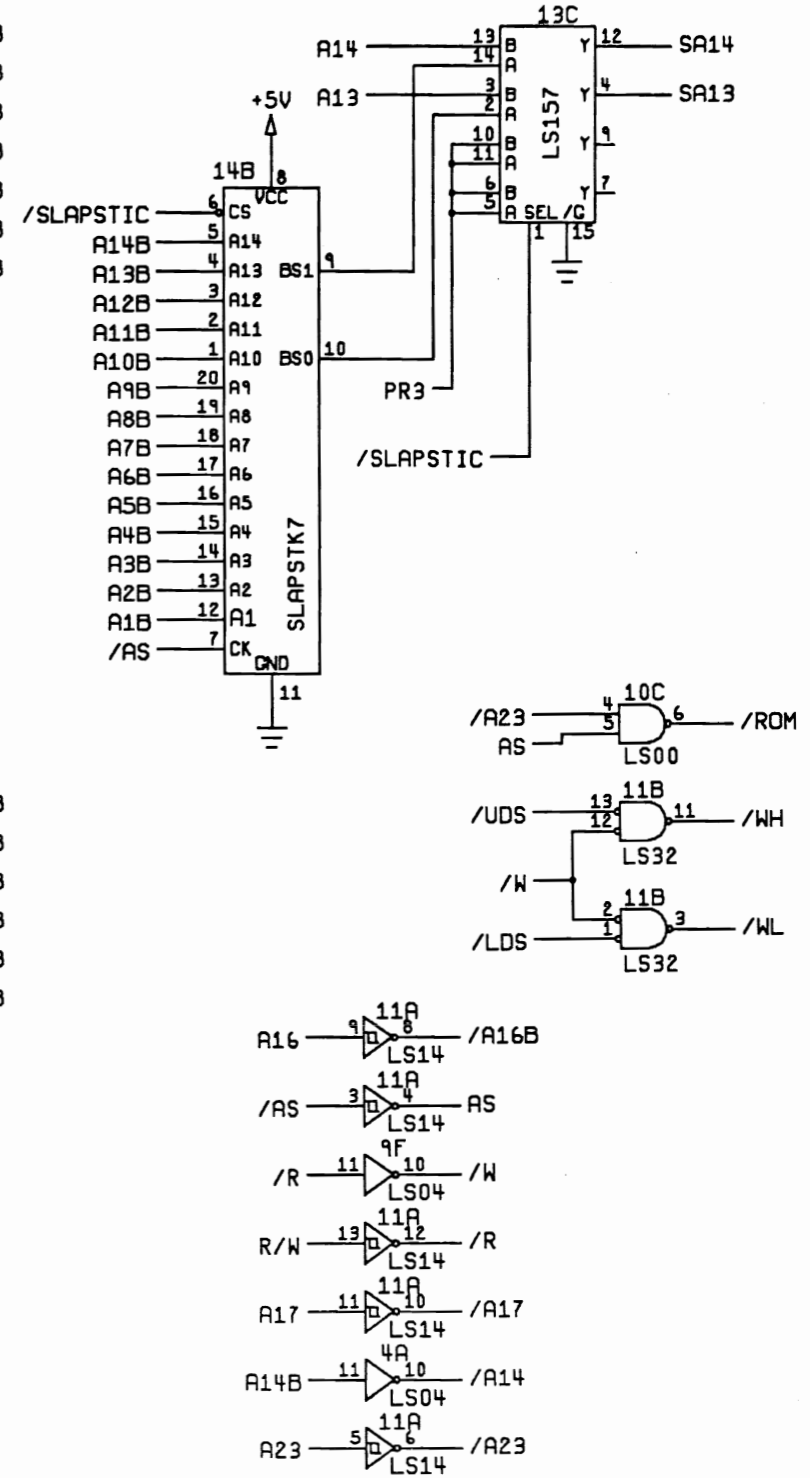 13C
A14 13 B Y 12 SA14
14 A
A13 3 B Y 4 SA13
2 A
LS157
10 B Y 9
11 A
6 B Y 7
5 A SEL /G
1 15
+5V
14B 8
VCC
/SLAPSTIC 6 CS
A14B 5 A14
A13B 4 A13 BS1 9
A12B 3 A12
A11B 2 A11
A10B 1 A10 BS0 10
A9B 20 A9
A8B 19 A8
A7B 18 A7
A6B 17 A6
A5B 16 A5
A4B 15 A4
A3B 14 A3
A2B 13 A2
A1B 12 A1
/AS 7 CK
SLAPSTK7
GND
11
PR3
/SLAPSTIC
10C
/A23 4 6 /ROM
AS 5
LS00
11B
/UDS 13 11 /WH
12
LS32
/W
11B
2 3 /WL
/LDS 1
LS32
11A
A16 9 8 /A16B
LS14
11A
/AS 3 4 AS
LS14
9F
/R 11 10 /W
LS04
11A
R/W 13 12 /R
LS14
11A
A17 11 10 /A17
LS14
4A
A14B 11 10 /A14
LS04
11A
A23 5 6 /A23
LS14